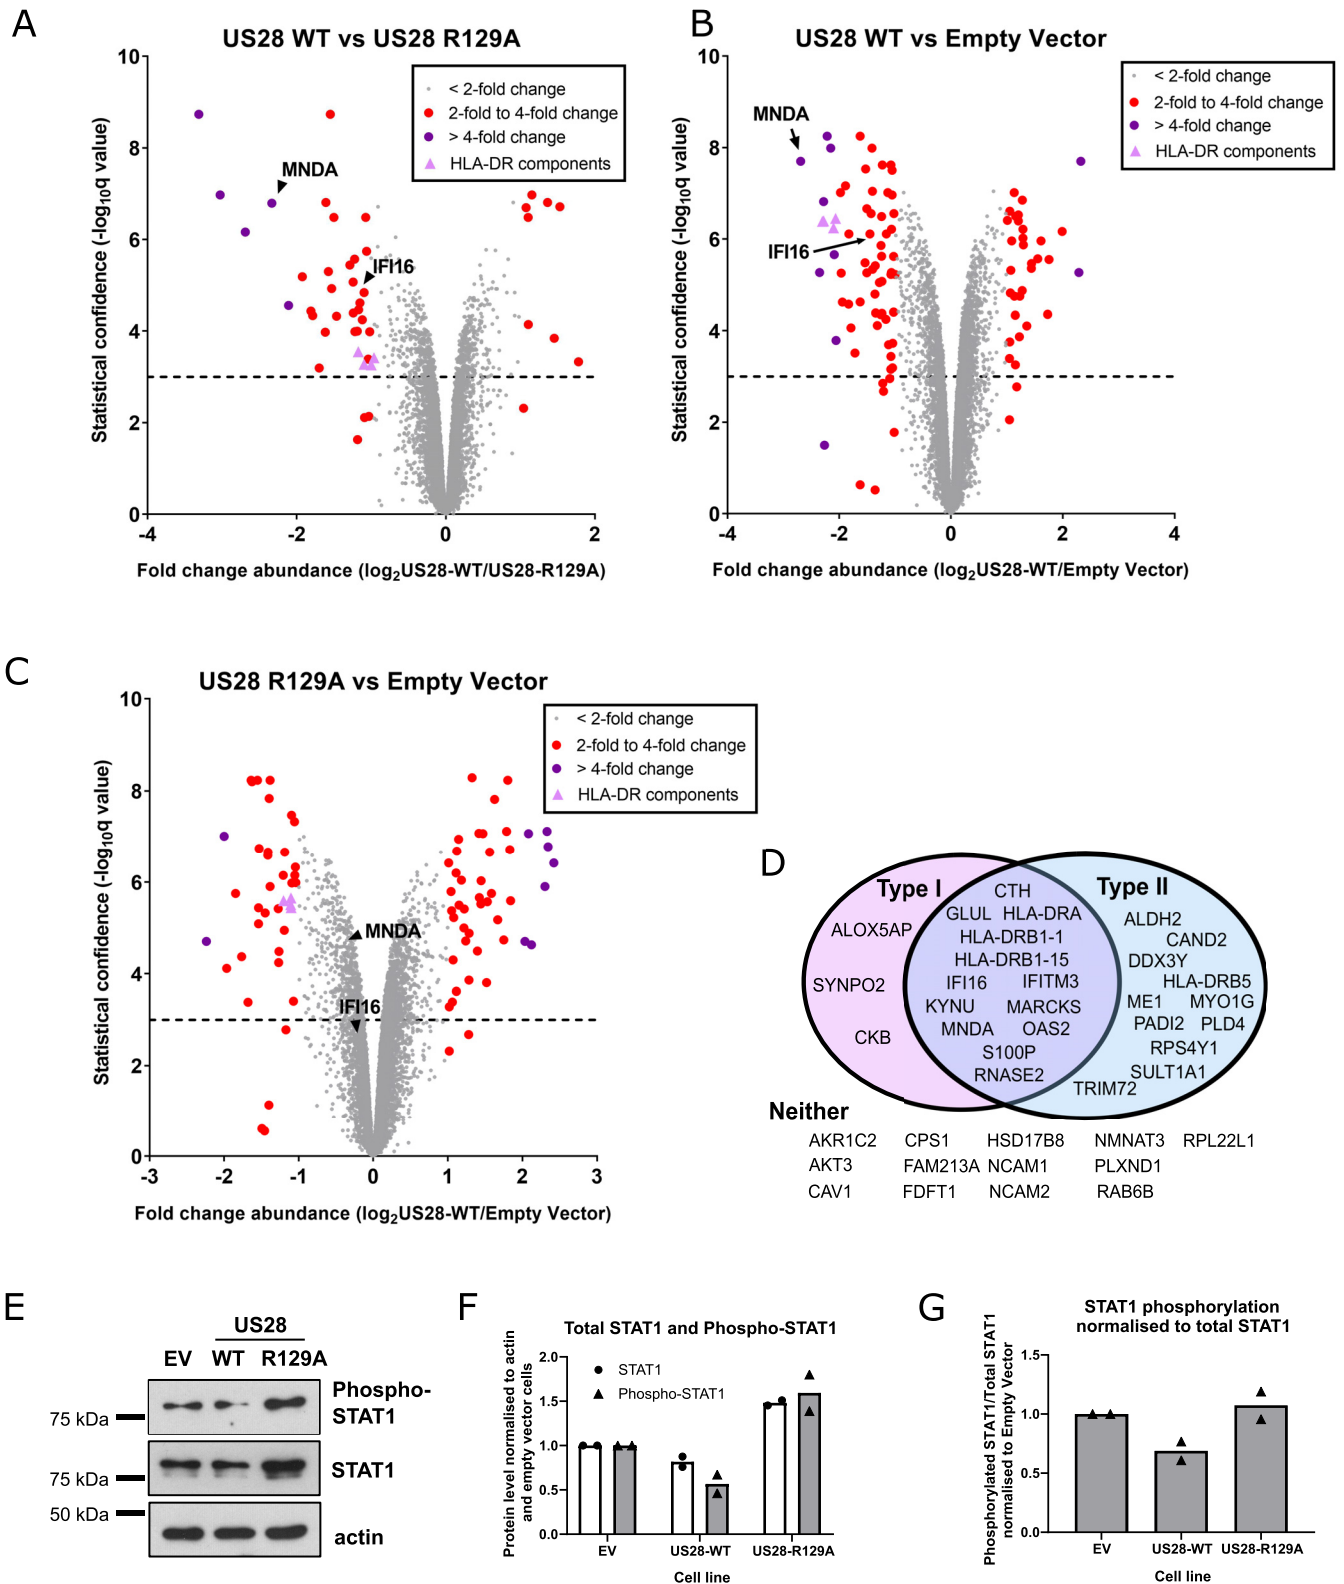 A
US28 WT vs US28 R129A
10
8
6
4
2
0
-4
-2
0
2
Statistical confidence (-log10q value)
Fold change abundance (log2US28-WT/US28-R129A)
< 2-fold change
2-fold to 4-fold change
> 4-fold change
HLA-DR components
MNDA
IFI16
B
US28 WT vs Empty Vector
10
8
6
4
2
0
-4
-2
0
2
4
Statistical confidence (-log10q value)
Fold change abundance (log2US28-WT/Empty Vector)
< 2-fold change
2-fold to 4-fold change
> 4-fold change
HLA-DR components
MNDA
IFI16
C
US28 R129A vs Empty Vector
10
8
6
4
2
0
-3
-2
-1
0
1
2
3
Statistical confidence (-log10q value)
Fold change abundance (log2US28-WT/Empty Vector)
< 2-fold change
2-fold to 4-fold change
> 4-fold change
HLA-DR components
MNDA
IFI16
D
Type I
Type II
ALOX5AP
SYNPO2
CKB
CTH
GLUL HLA-DRA
HLA-DRB1-1
HLA-DRB1-15
IFI16 IFITM3
KYNU MARCKS
MNDA OAS2
S100P
RNASE2
ALDH2
CAND2
DDX3Y
HLA-DRB5
ME1 MYO1G
PADI2 PLD4
RPS4Y1
SULT1A1
TRIM72
Neither
AKR1C2 CPS1 HSD17B8 NMNAT3 RPL22L1
AKT3 FAM213A NCAM1 PLXND1
CAV1 FDFT1 NCAM2 RAB6B
E
US28
EV WT R129A
Phospho-
STAT1
75 kDa
STAT1
75 kDa
50 kDa
actin
F
Total STAT1 and Phospho-STAT1
2.0
1.5
1.0
0.5
0.0
Protein level normalised to actin
and empty vector cells
STAT1
Phospho-STAT1
EV US28-WT US28-R129A
Cell line
G
STAT1 phosphorylation
normalised to total STAT1
1.5
1.0
0.5
0.0
Phosphorylated STAT1/Total STAT1
normalised to Empty Vector
EV US28-WT US28-R129A
Cell line